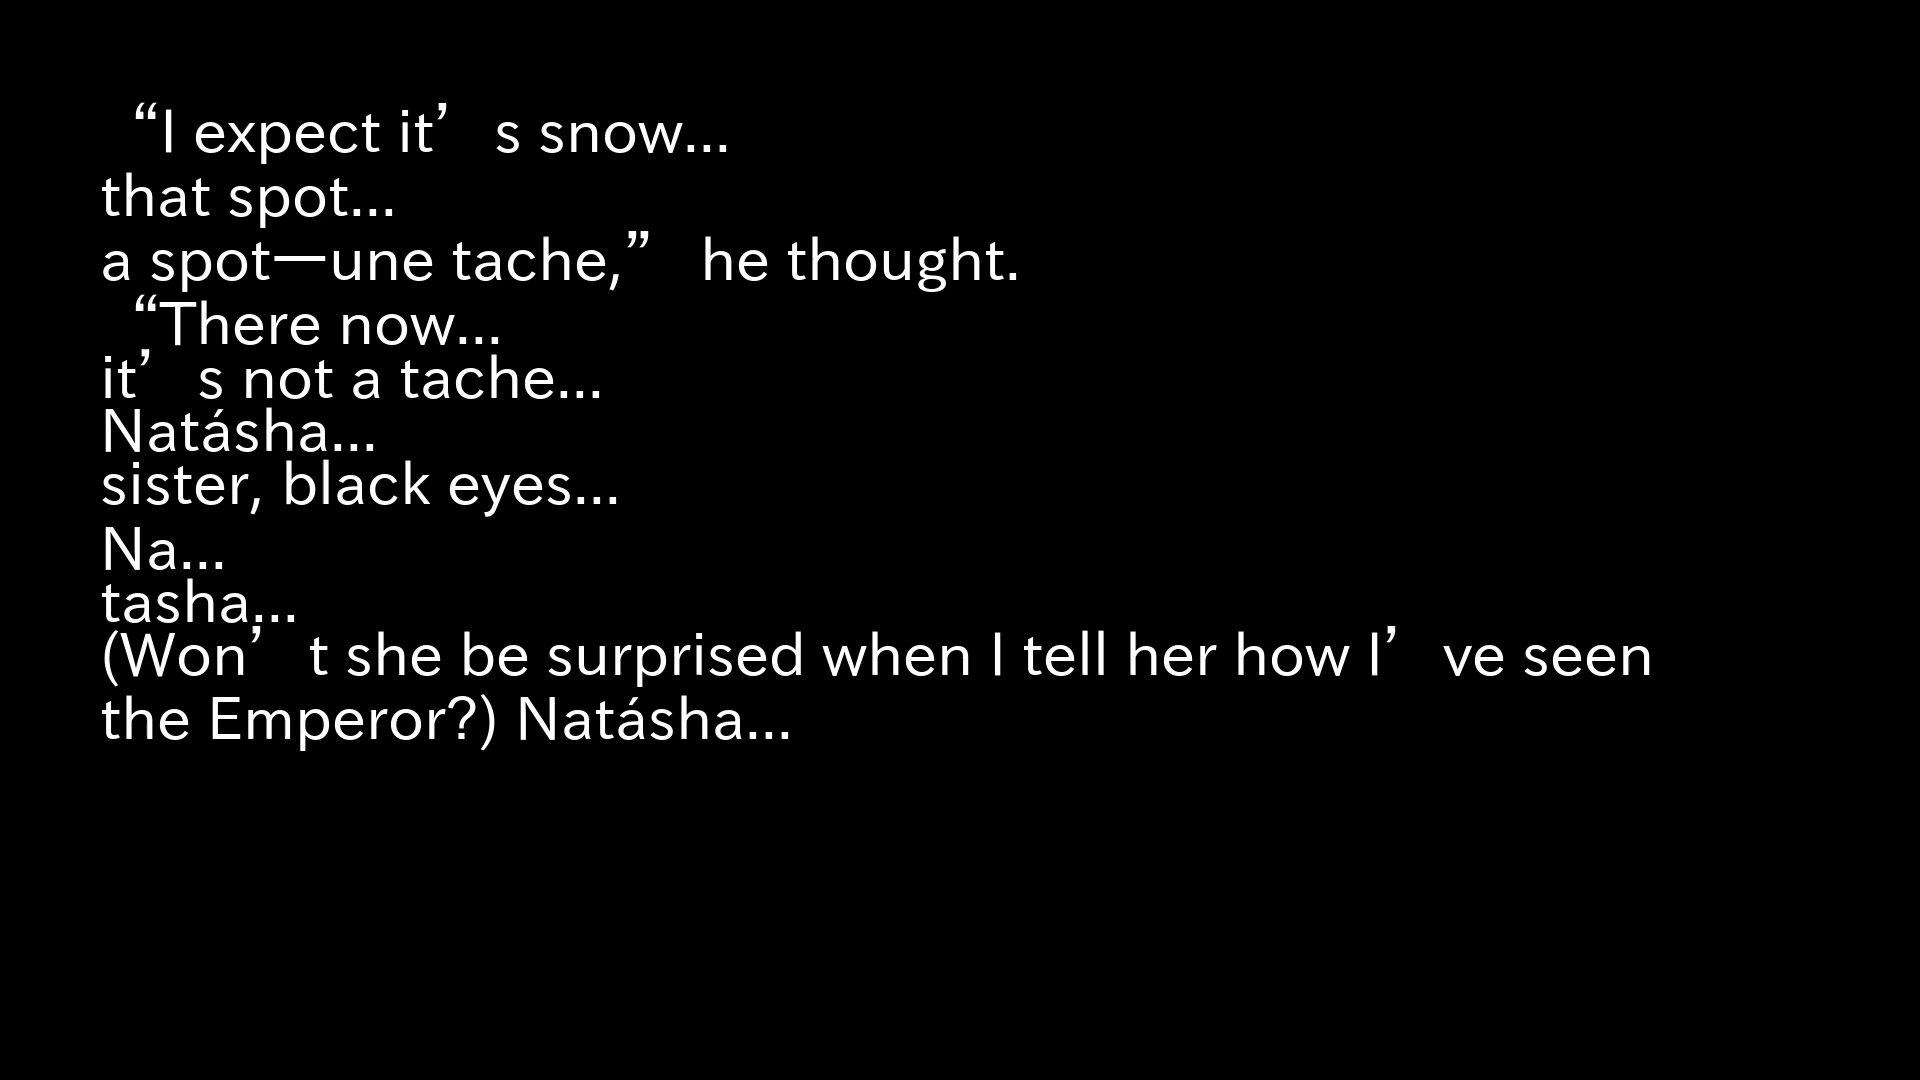 “I expect it’s snow...
that spot...
a spot—une tache,” he thought.
“There now...
it’s not a tache...
Natásha...
sister, black eyes...
Na...
tasha...
(Won’t she be surprised when I tell her how I’ve seen
the Emperor?) Natásha...